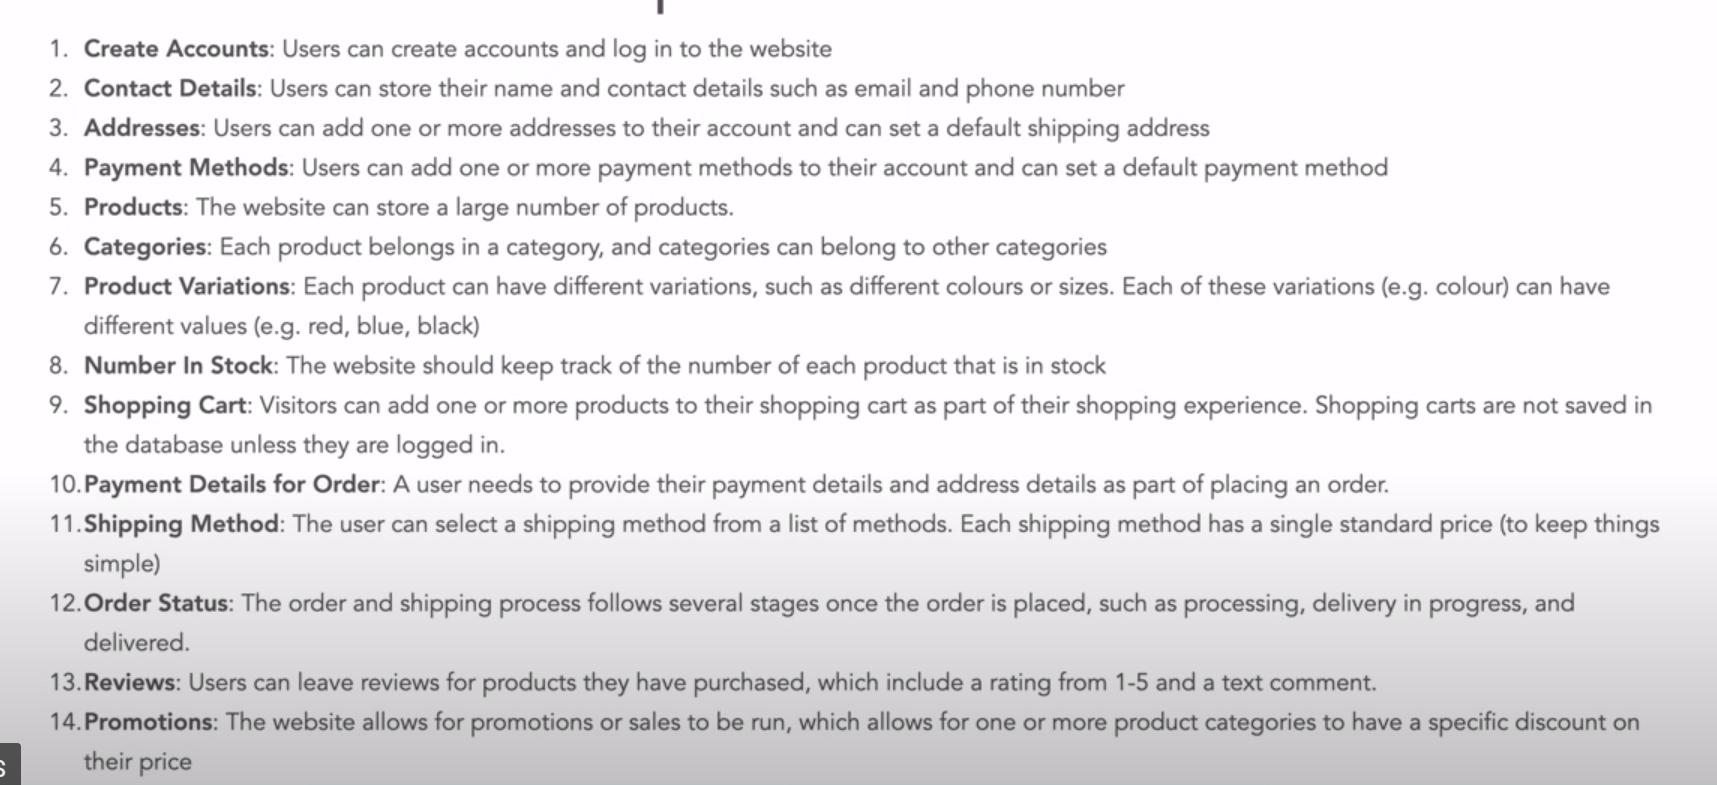 1. Create Accounts: Users can create accounts and log in to the website
2. Contact Details: Users can store their name and contact details such as email and phone number
3. Addresses: Users can add one or more addresses to their account and can set a default shipping address
4. Payment Methods: Users can add one or more payment methods to their account and can set a default payment method
5. Products: The website can store a large number of products.
6. Categories: Each product belongs in a category, and categories can belong to other categories
7. Product Variations: Each product can have different variations, such as different colours or sizes. Each of these variations (e.g. colour) can have
different values (e.g. red, blue, black)
8. Number In Stock: The website should keep track of the number of each product that is in stock
9. Shopping Cart: Visitors can add one or more products to their shopping cart as part of their shopping experience. Shopping carts are not saved in
the database unless they are logged in.
10. Payment Details for Order: A user needs to provide their payment details and address details as part of placing an order.
11. Shipping Method: The user can select a shipping method from a list of methods. Each shipping method has a single standard price (to keep things
simple)
12. Order Status: The order and shipping process follows several stages once the order is placed, such as processing, delivery in progress, and
delivered.
13. Reviews: Users can leave reviews for products they have purchased, which include a rating from 1-5 and a text comment.
14. Promotions: The website allows for promotions or sales to be run, which allows for one or more product categories to have a specific discount on
their price